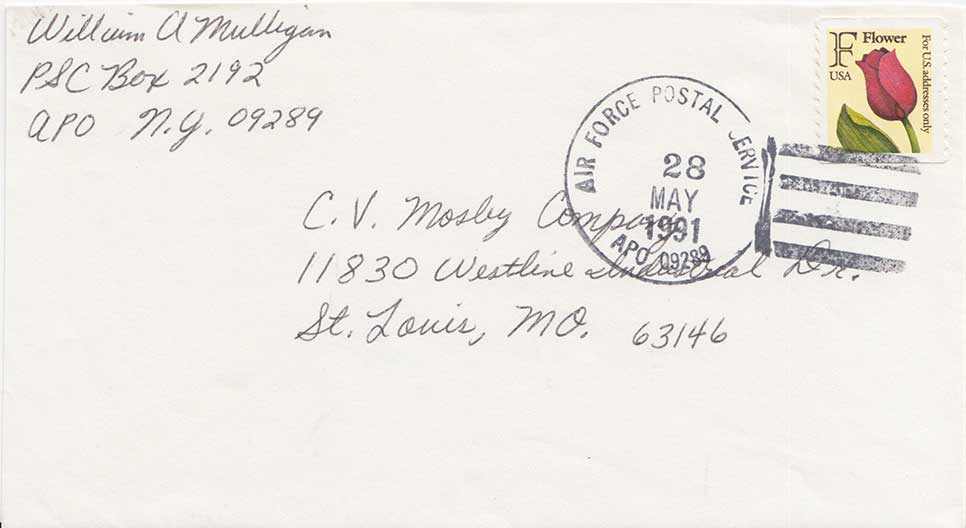 William A Mulligan
PSC Box 2192
APO N.Y. 09289
F Flower
USA
For U.S. addresses only
AIR FORCE POSTAL SERVICE
28
MAY
1991
APO 09289
C.V. Mosby Company
11830 Westline Industrial Dr.
St. Louis, MO. 63146